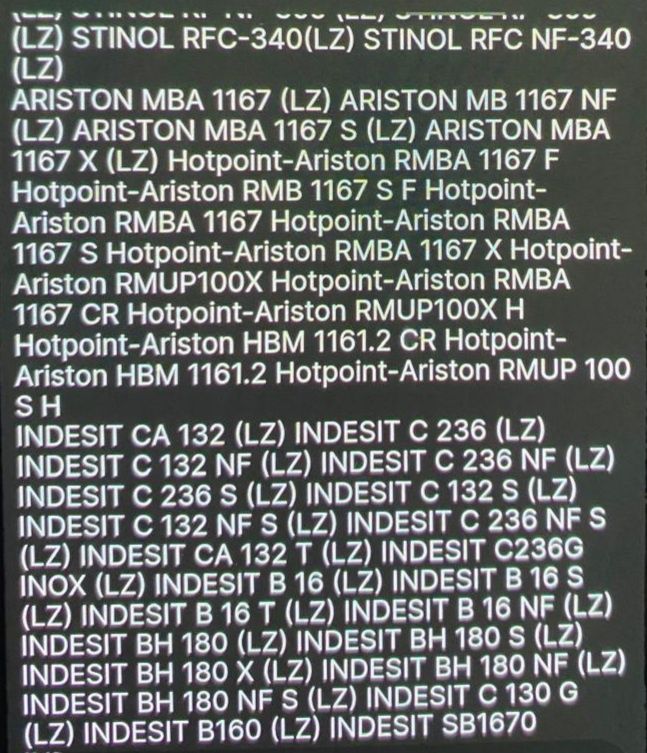 (LZ) STINOL RFC-340(LZ) STINOL RFC NF-340
(LZ)
ARISTON MBA 1167 (LZ) ARISTON MB 1167 NF
(LZ) ARISTON MBA 1167 S (LZ) ARISTON MBA
1167 X (LZ) Hotpoint-Ariston RMBA 1167 F
Hotpoint-Ariston RMB 1167 S F Hotpoint-
Ariston RMBA 1167 Hotpoint-Ariston RMBA
1167 S Hotpoint-Ariston RMBA 1167 X Hotpoint-
Ariston RMUP100X Hotpoint-Ariston RMBA
1167 CR Hotpoint-Ariston RMUP100X H
Hotpoint-Ariston HBM 1161.2 CR Hotpoint-
Ariston HBM 1161.2 Hotpoint-Ariston RMUP 100
S H
INDESIT CA 132 (LZ) INDESIT C 236 (LZ)
INDESIT C 132 NF (LZ) INDESIT C 236 NF (LZ)
INDESIT C 236 S (LZ) INDESIT C 132 S (LZ)
INDESIT C 132 NF S (LZ) INDESIT C 236 NF S
(LZ) INDESIT CA 132 T (LZ) INDESIT C236G
INOX (LZ) INDESIT B 16 (LZ) INDESIT B 16 S
(LZ) INDESIT B 16 T (LZ) INDESIT B 16 NF (LZ)
INDESIT BH 180 (LZ) INDESIT BH 180 S (LZ)
INDESIT BH 180 X (LZ) INDESIT BH 180 NF (LZ)
INDESIT BH 180 NF S (LZ) INDESIT C 130 G
(LZ) INDESIT B160 (LZ) INDESIT SB1670